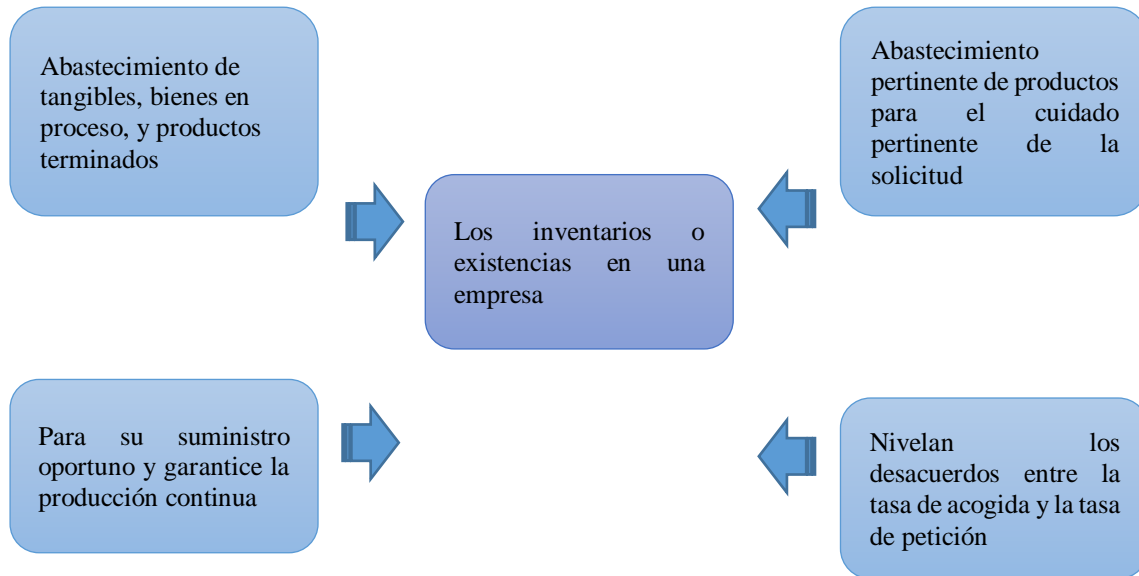 Abastecimiento de
tangibles, bienes en
proceso, y productos
terminados
Abastecimiento
pertinente de productos
para el cuidado
pertinente de la
solicitud
Los inventarios o
existencias en una
empresa
Para su suministro
oportuno y garantice la
producción continua
Nivelan los
desacuerdos entre la
tasa de acogida y la tasa
de petición